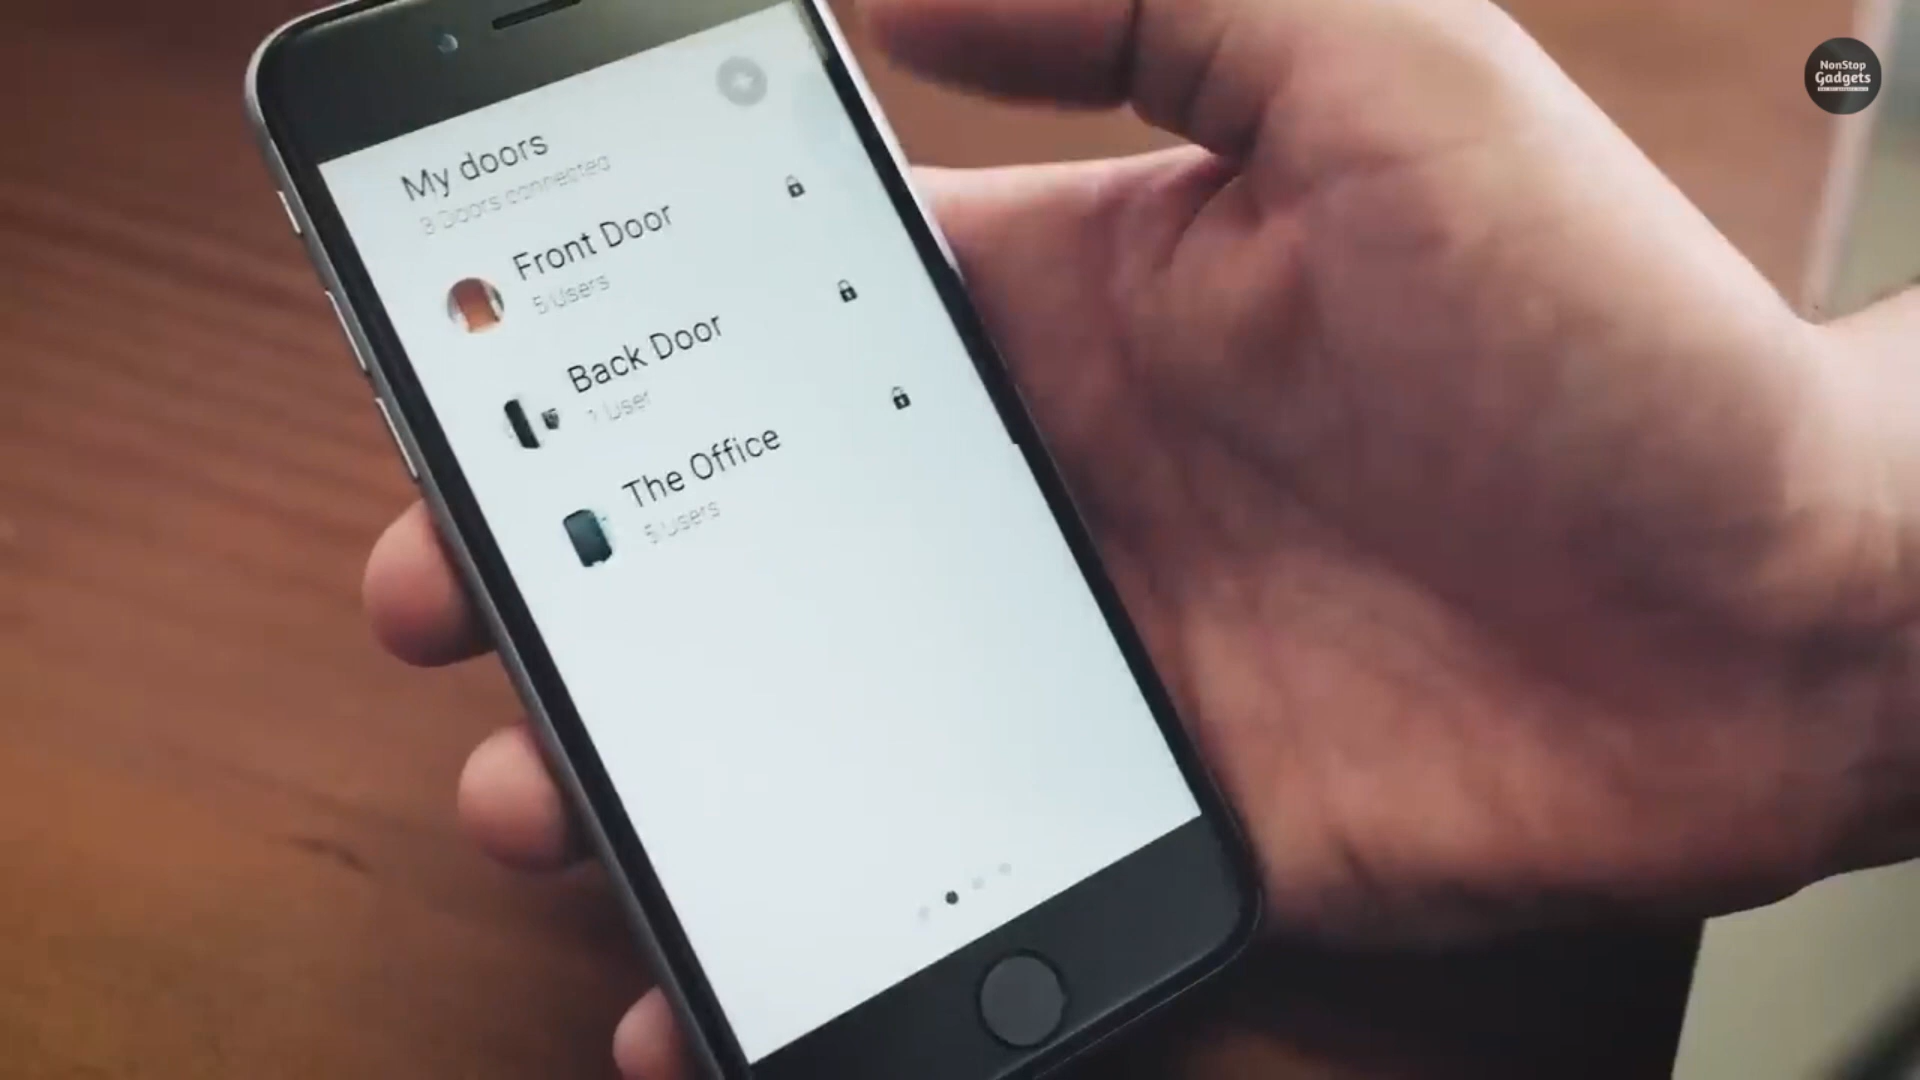 NonStop
Gadgets
My doors
3 Doors connected
Front Door
5 Users
Back Door
1 User
The Office
5 Users